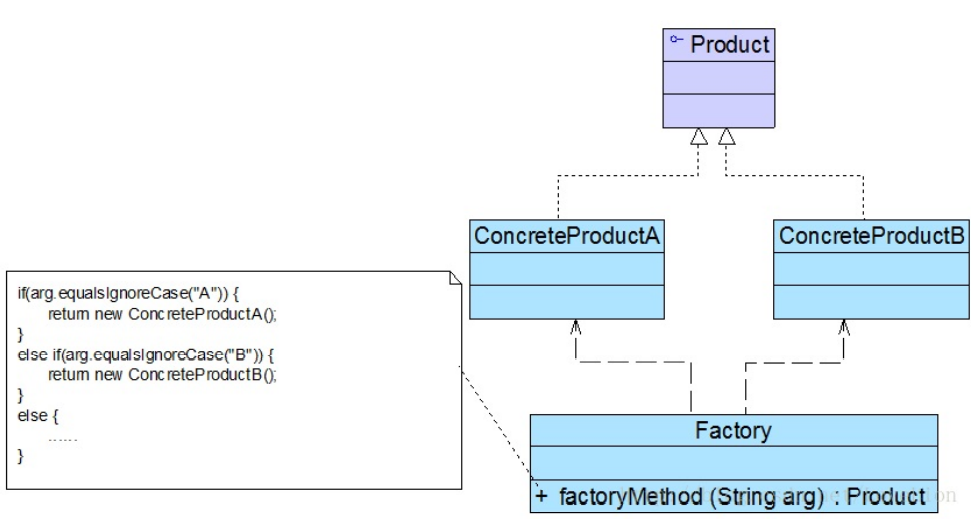 Product
ConcreteProductA
ConcreteProductB
if(arg.equalsIgnoreCase("A")) {
return new ConcreteProductA();
}
else if(arg.equalsIgnoreCase("B")) {
return new ConcreteProductB();
}
else {
......
}
Factory
+ factoryMethod (String arg) : Product